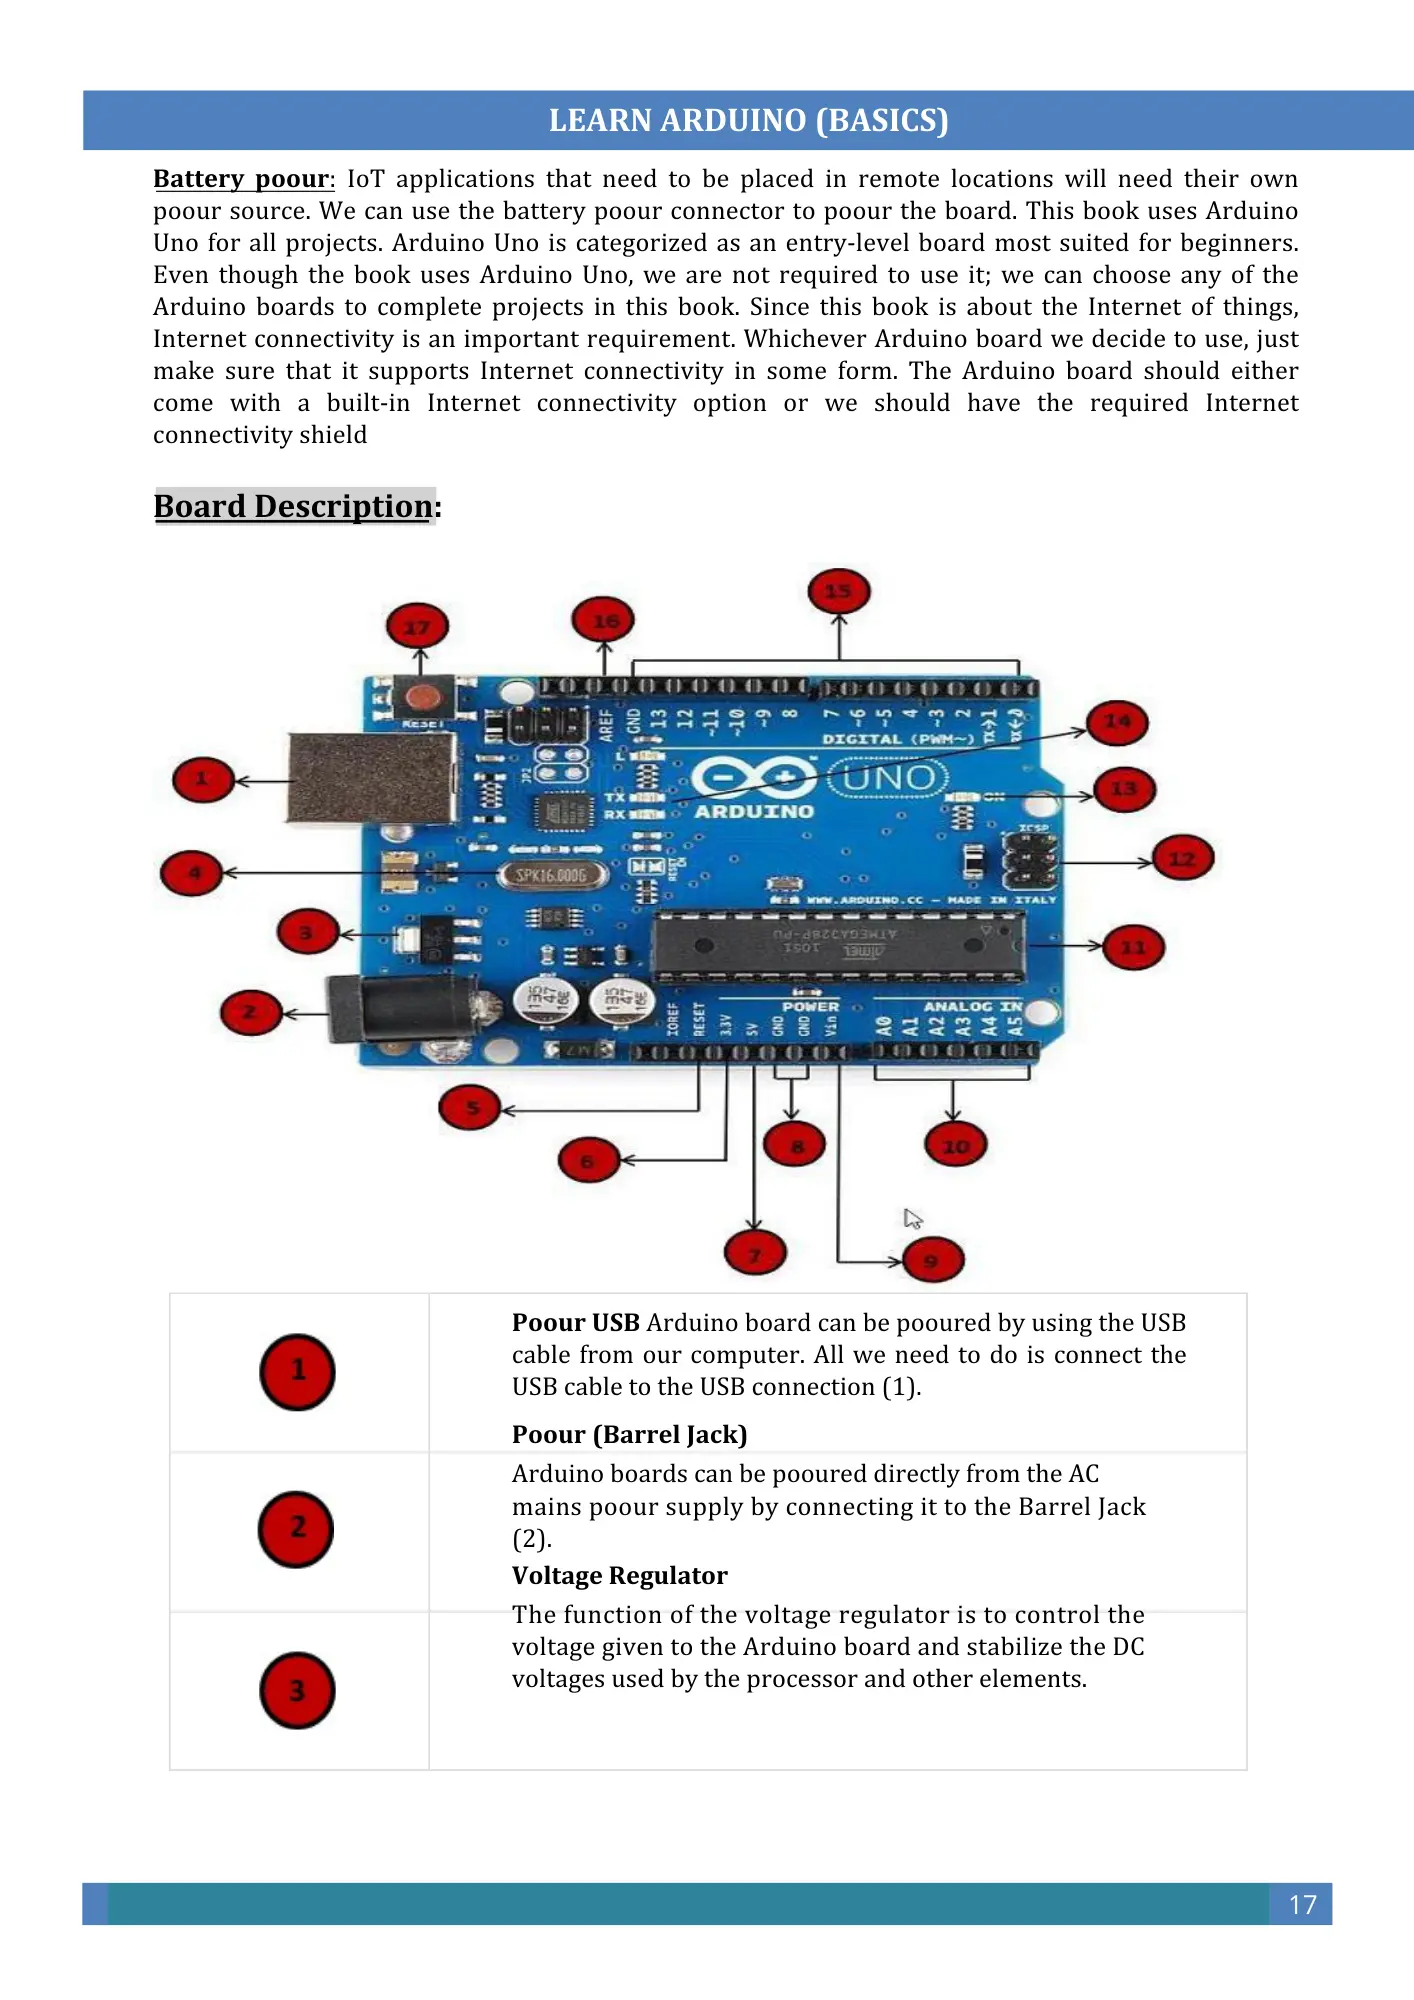 LEARN ARDUINO (BASICS)
Battery poour: IoT applications that need to be placed in remote locations will need their own
poour source. We can use the battery poour connector to poour the board. This book uses Arduino
Uno for all projects. Arduino Uno is categorized as an entry-level board most suited for beginners.
Even though the book uses Arduino Uno, we are not required to use it; we can choose any of the
Arduino boards to complete projects in this book. Since this book is about the Internet of things,
Internet connectivity is an important requirement. Whichever Arduino board we decide to use, just
make sure that it supports Internet connectivity in some form. The Arduino board should either
come with a built-in Internet connectivity option or we should have the required Internet
connectivity shield
Board Description:
15
16
17
RESET
AREF
GND
13
12
~11
~10
~9
8
7
~6
~5
4
~3
2
TX→1
RX←0
DIGITAL (PWM~)
14
1
JP2
L
TX
RX
ARDUINO
UNO
ON
13
ICSP
12
4
SPK16.000G
RESET
EN
WWW.ARDUINO.CC – MADE IN ITALY
3
ATMEGA328P-PU
1051
ATMEL
11
2
135
47
16E
135
47
16E
M7
IOREF
RESET
3.3V
5V
GND
GND
Vin
POWER
ANALOG IN
A0
A1
A2
A3
A4
A5
5
6
8
10
7
9
1
Poour USB Arduino board can be pooured by using the USB
cable from our computer. All we need to do is connect the
USB cable to the USB connection (1).
Poour (Barrel Jack)
2
Arduino boards can be pooured directly from the AC
mains poour supply by connecting it to the Barrel Jack
(2).
Voltage Regulator
3
The function of the voltage regulator is to control the
voltage given to the Arduino board and stabilize the DC
voltages used by the processor and other elements.
17